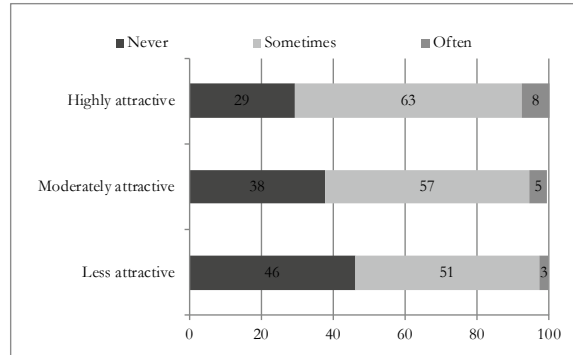 Never Sometimes Often
Highly attractive 29 63 8
Moderately attractive 38 57 5
Less attractive 46 51 3
0 20 40 60 80 100